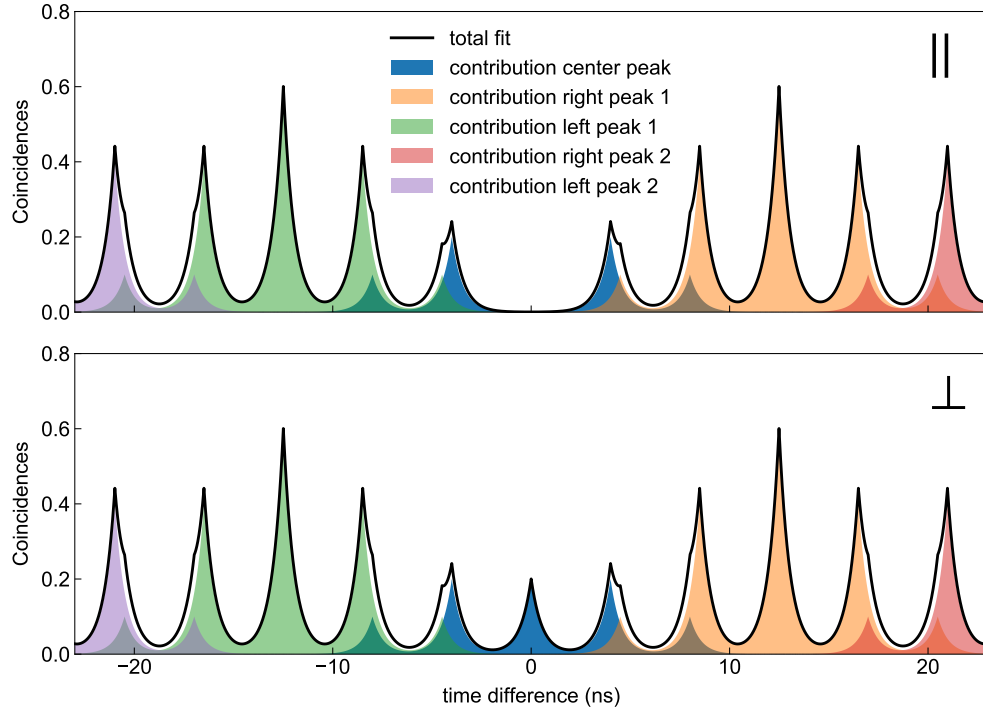 0.8
||
total fit
contribution center peak
0.6
contribution right peak 1
contribution left peak 1
Coincidences
0.4
contribution right peak 2
contribution left peak 2
0.2
0.0
0.8
⊥
0.6
Coincidences
0.4
0.2
0.0
−20 −10 0 10 20
time difference (ns)